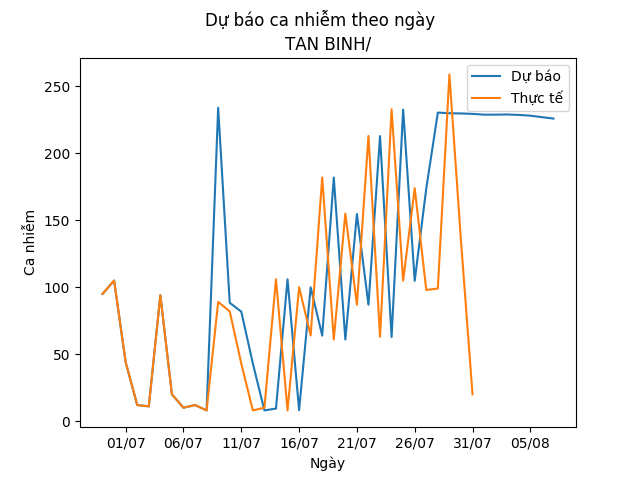 Dự báo ca nhiễm theo ngày
TAN BINH/
Dự báo
Thực tế
Ca nhiễm
250
200
150
100
50
0
01/07 06/07 11/07 16/07 21/07 26/07 31/07 05/08
Ngày